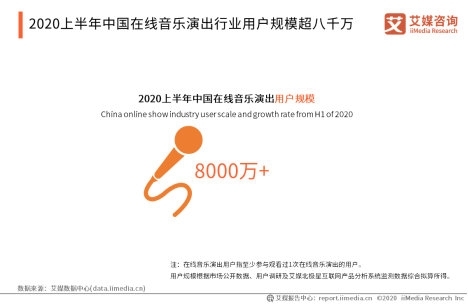 2020上半年中国在线音乐演出行业用户规模超八千万
艾媒咨询
iiMedia Research
2020上半年中国在线音乐演出用户规模
China online show industry user scale and growth rate from H1 of 2020
8000万+
注：在线音乐演出用户指至少参与观看过1次在线音乐演出的用户。
用户规模根据市场公开数据、用户调研及艾媒北极星互联网产品分析系统监测数据综合拟算所得。
数据来源：艾媒数据中心(data.iimedia.cn)
艾媒报告中心：report.iimedia.cn ©2020 iiMedia Research Inc